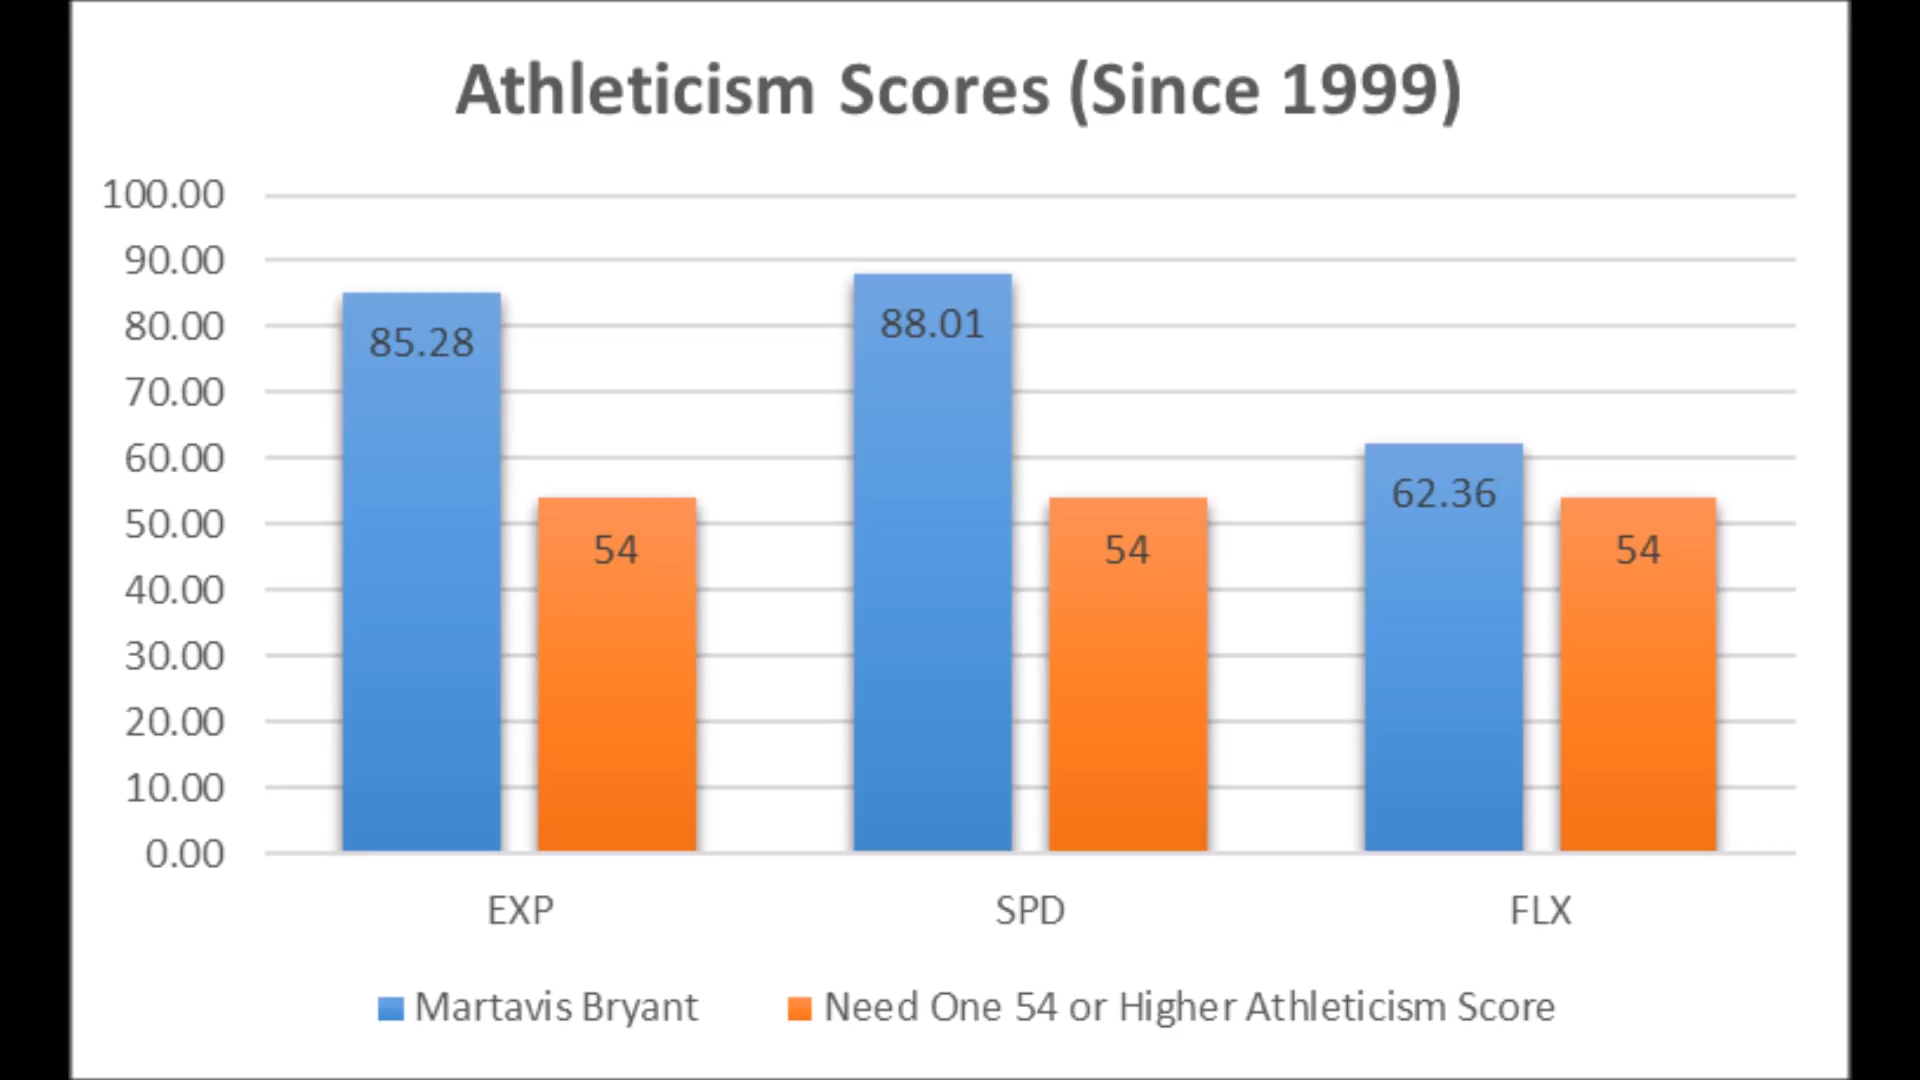 Athleticism Scores (Since 1999)
100.00
90.00
80.00
70.00
60.00
50.00
40.00
30.00
20.00
10.00
0.00
85.28
54
88.01
54
62.36
54
EXP
SPD
FLX
Martavis Bryant
Need One 54 or Higher Athleticism Score